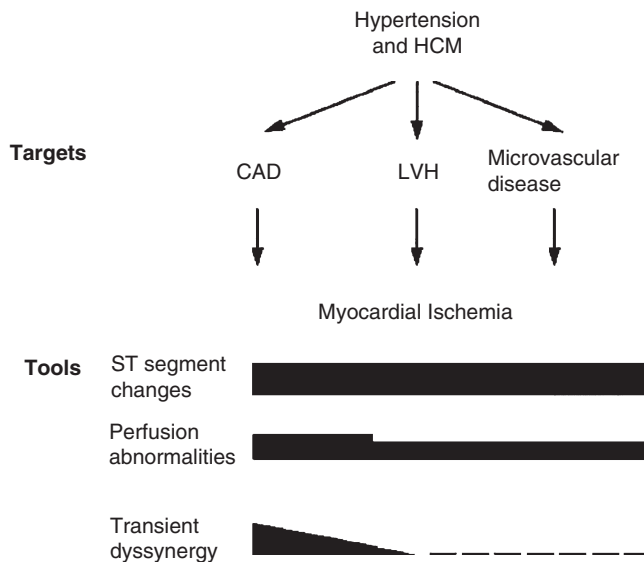 Hypertension
and HCM
Targets
CAD
LVH
Microvascular
disease
Myocardial Ischemia
Tools
ST segment
changes
Perfusion
abnormalities
Transient
dyssynergy